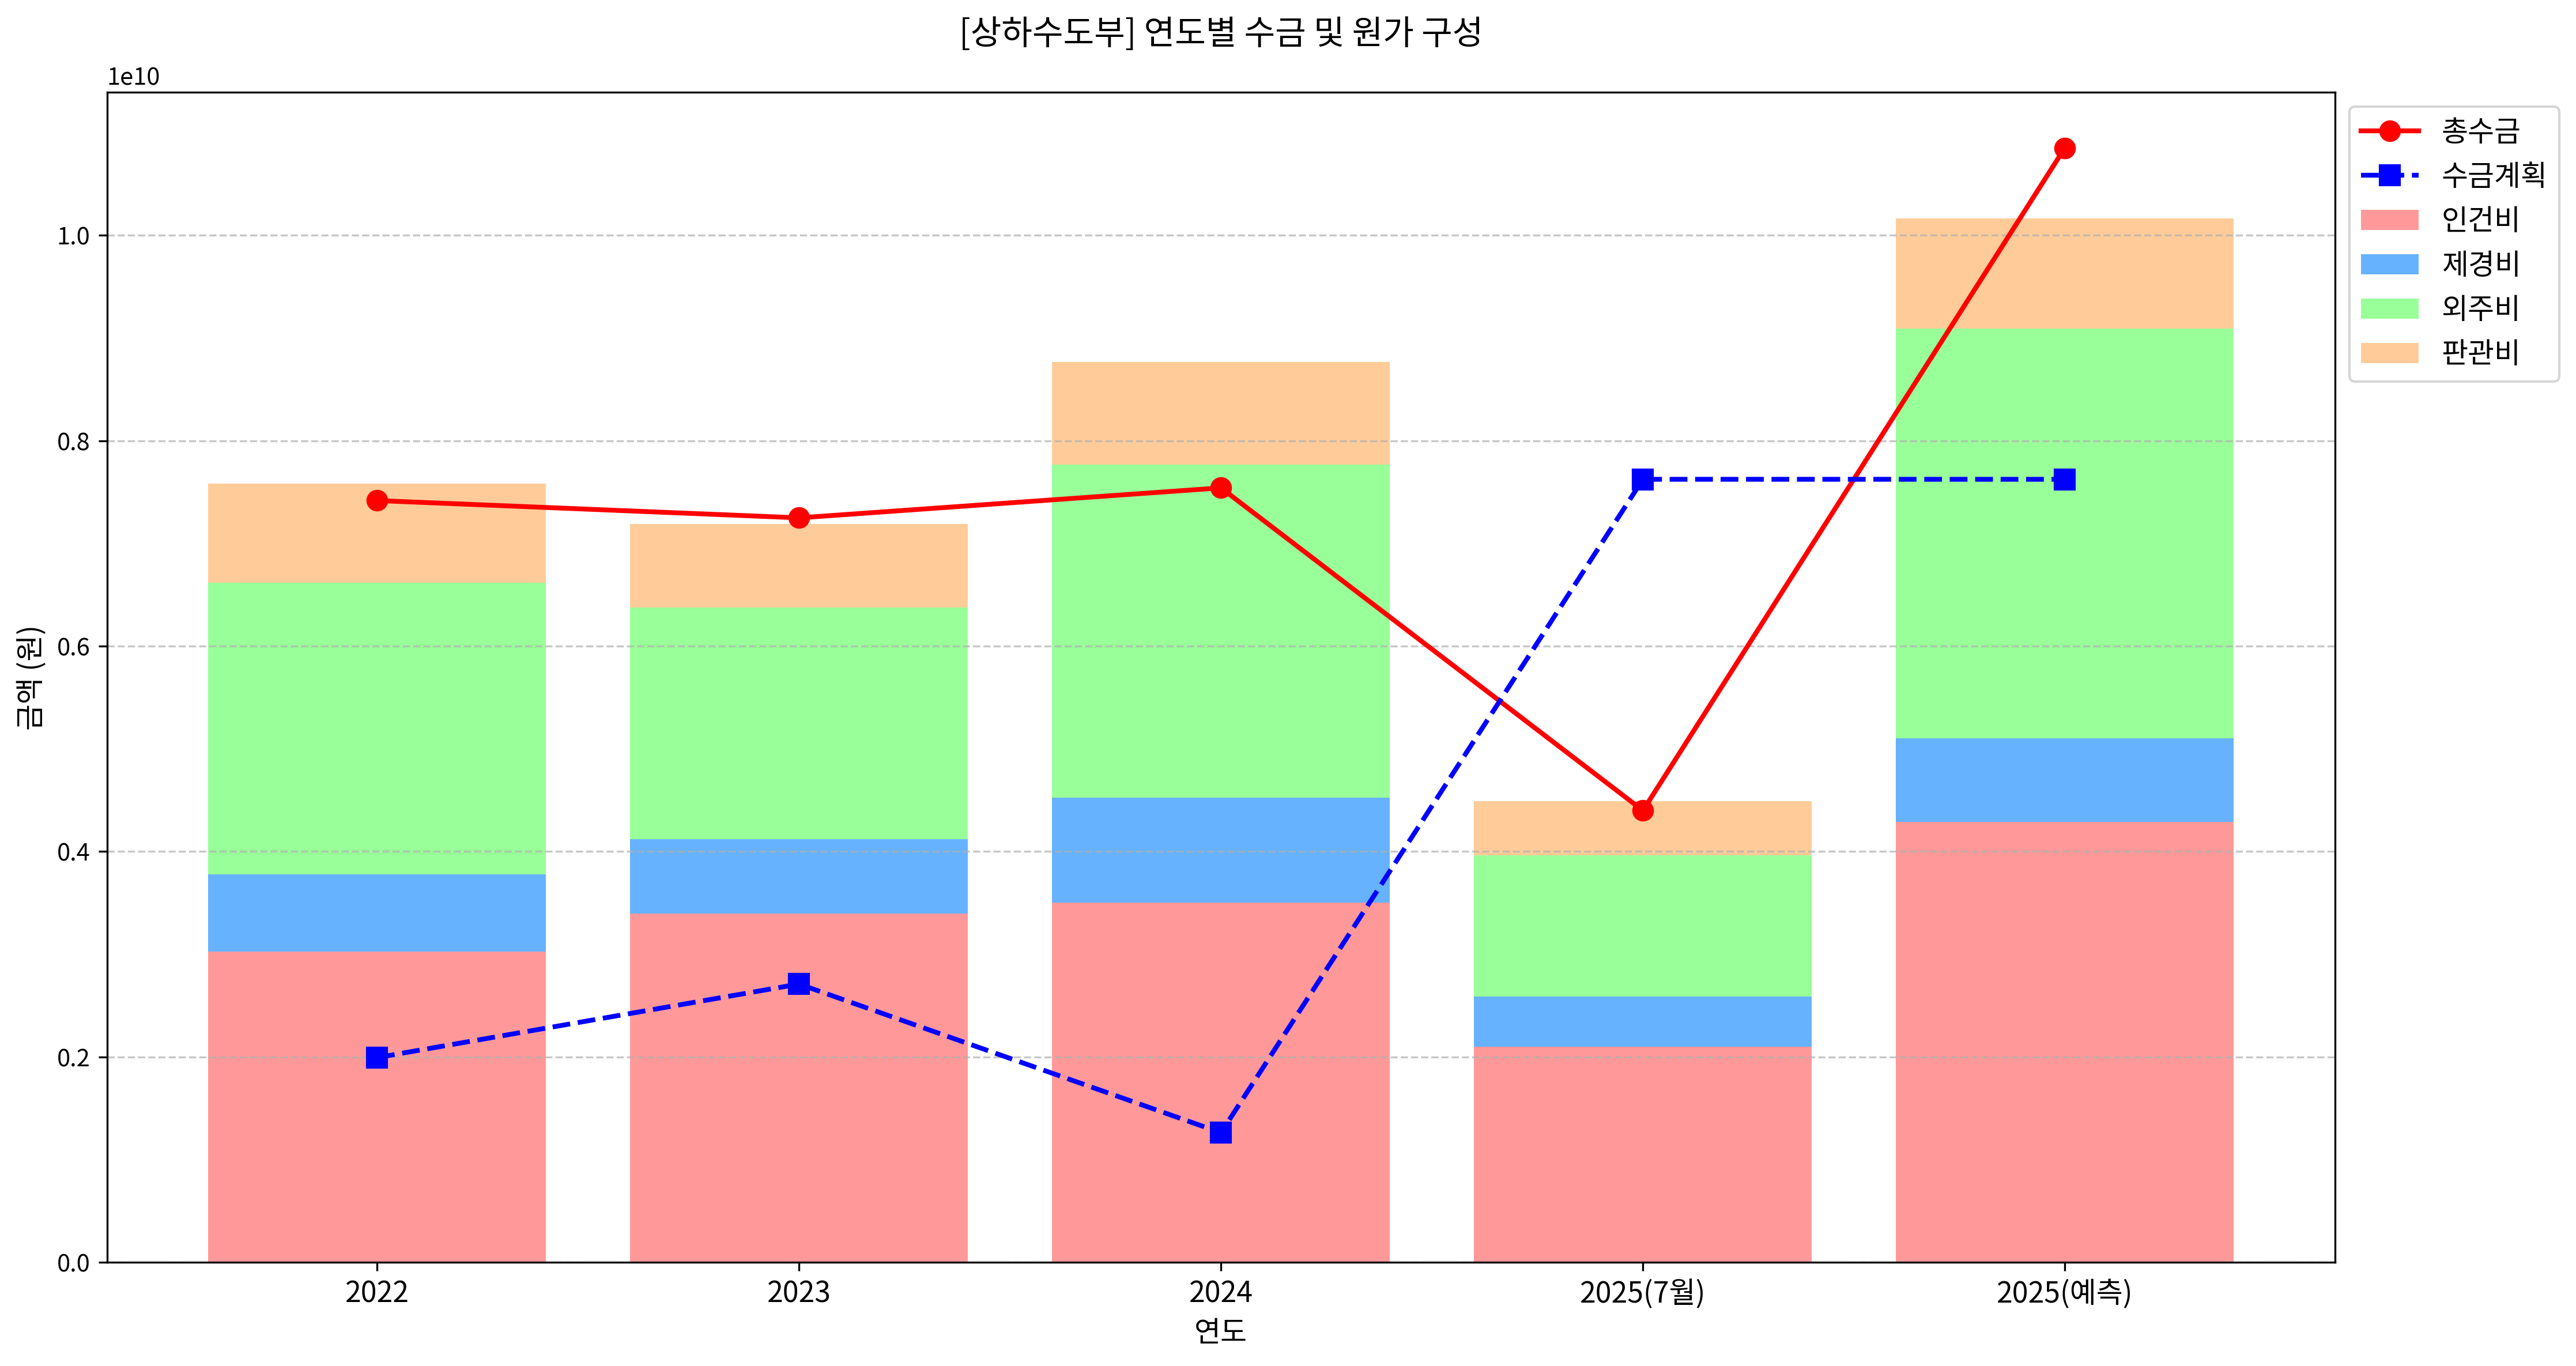 [상하수도부] 연도별 수금 및 원가 구성
1e10
총수금
수금계획
인건비
제경비
외주비
판관비
금액 (원)
1.0
0.8
0.6
0.4
0.2
0.0
2022
2023
2024
2025(7월)
2025(예측)
연도